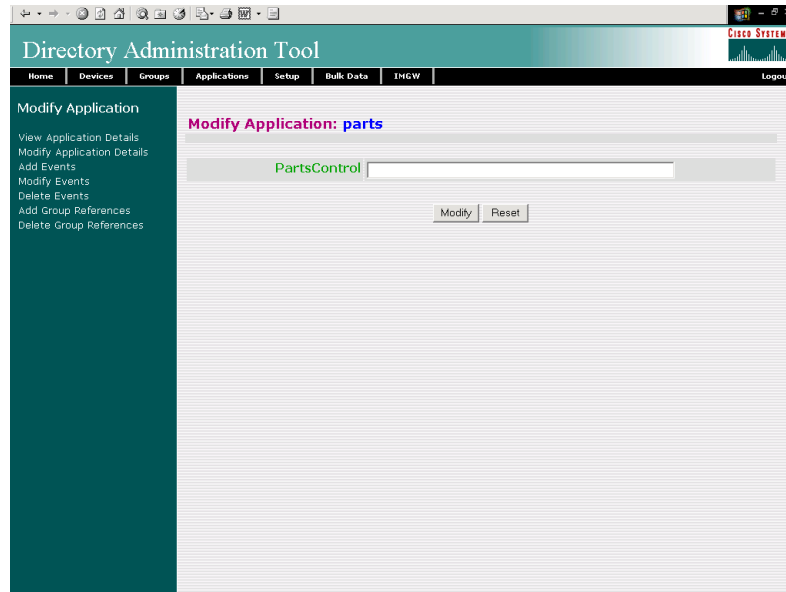 CISCO SYSTEM
Directory Administration Tool
Home Devices Groups Applications Setup Bulk Data IMGW Logou
Modify Application
View Application Details
Modify Application Details
Add Events
Modify Events
Delete Events
Add Group References
Delete Group References
Modify Application: parts
PartsControl
Modify Reset